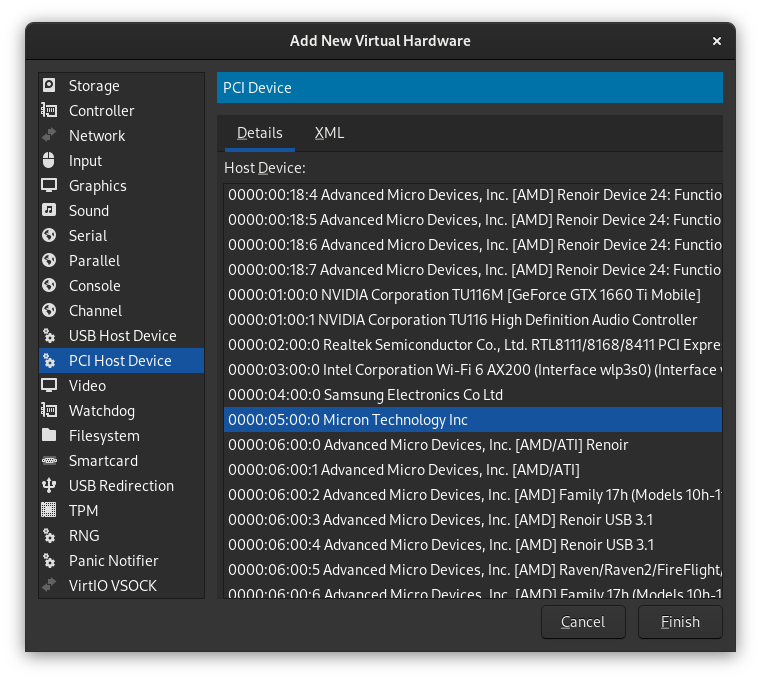 Add New Virtual Hardware
Storage
Controller
Network
Input
Graphics
Sound
Serial
Parallel
Console
Channel
USB Host Device
PCI Host Device
Video
Watchdog
Filesystem
Smartcard
USB Redirection
TPM
RNG
Panic Notifier
VirtIO VSOCK
PCI Device
Details XML
Host Device:
0000:00:18:4 Advanced Micro Devices, Inc. [AMD] Renoir Device 24: Functio
0000:00:18:5 Advanced Micro Devices, Inc. [AMD] Renoir Device 24: Functio
0000:00:18:6 Advanced Micro Devices, Inc. [AMD] Renoir Device 24: Functio
0000:00:18:7 Advanced Micro Devices, Inc. [AMD] Renoir Device 24: Functio
0000:01:00:0 NVIDIA Corporation TU116M [GeForce GTX 1660 Ti Mobile]
0000:01:00:1 NVIDIA Corporation TU116 High Definition Audio Controller
0000:02:00:0 Realtek Semiconductor Co., Ltd. RTL8111/8168/8411 PCI Expre
0000:03:00:0 Intel Corporation Wi-Fi 6 AX200 (Interface wlp3s0) (Interface
0000:04:00:0 Samsung Electronics Co Ltd
0000:05:00:0 Micron Technology Inc
0000:06:00:0 Advanced Micro Devices, Inc. [AMD/ATI] Renoir
0000:06:00:1 Advanced Micro Devices, Inc. [AMD/ATI]
0000:06:00:2 Advanced Micro Devices, Inc. [AMD] Family 17h (Models 10h-1
0000:06:00:3 Advanced Micro Devices, Inc. [AMD] Renoir USB 3.1
0000:06:00:4 Advanced Micro Devices, Inc. [AMD] Renoir USB 3.1
0000:06:00:5 Advanced Micro Devices, Inc. [AMD] Raven/Raven2/FireFlight/
0000:06:00:6 Advanced Micro Devices, Inc. [AMD] Family 17h (Models 10h-1
Cancel Finish